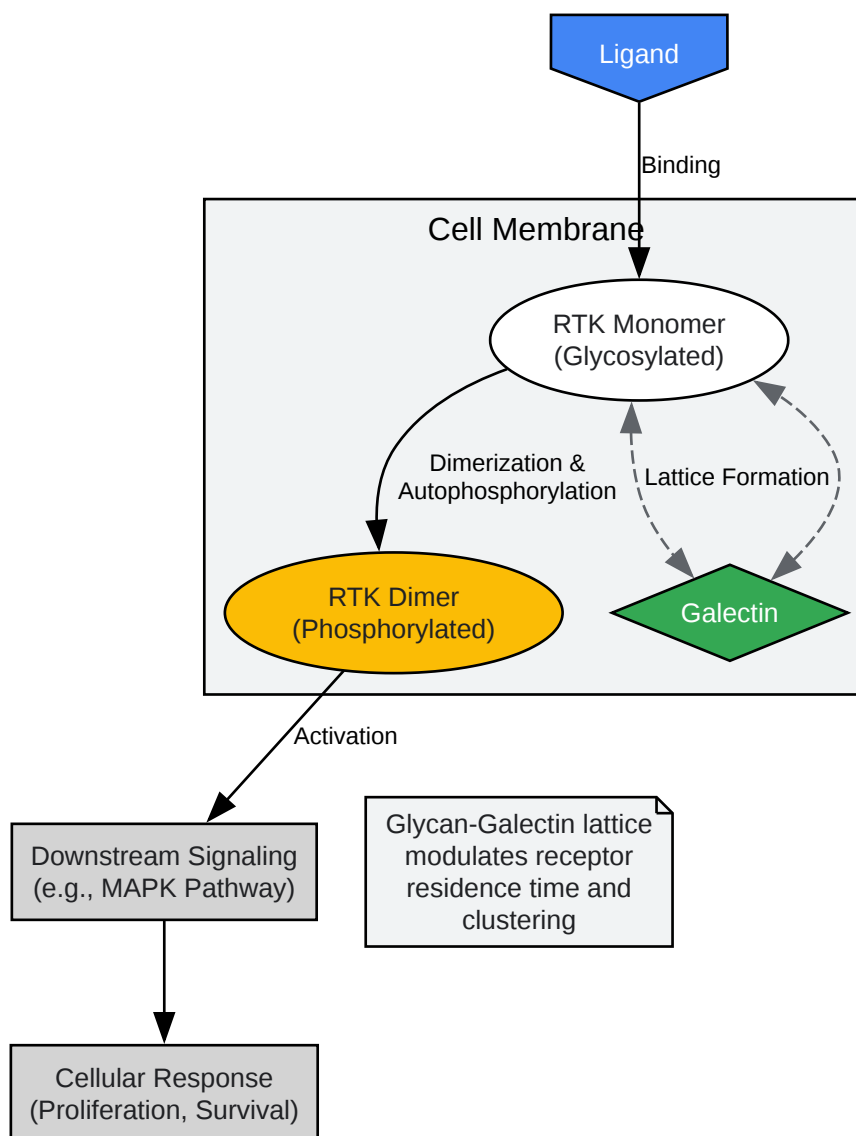 Ligand
Binding
Cell Membrane
RTK Monomer
(Glycosylated)
Dimerization &
Autophosphorylation
Lattice Formation
RTK Dimer
(Phosphorylated)
Galectin
Activation
Glycan-Galectin lattice
modulates receptor
residence time and
clustering
Downstream Signaling
(e.g., MAPK Pathway)
Cellular Response
(Proliferation, Survival)